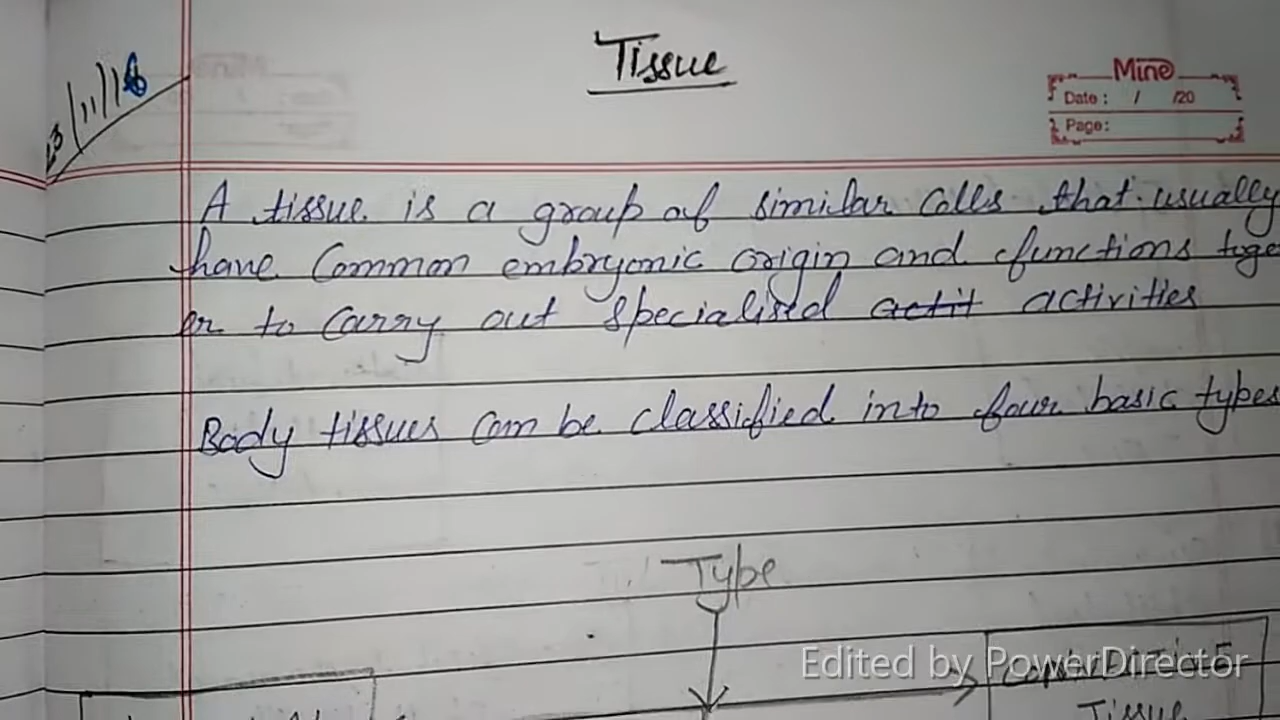 Tissue
23/11/18
Mine
Date : / /20
Page:
A tissue is a group of similar cells that usually
have common embryonic origin and functions toge
er to carry out specialized activities
Body tissues can be classified into four basic types
Type
Edited by PowerDirector
Tissue